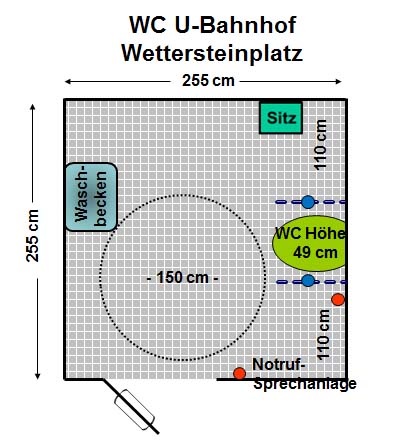 WC U-Bahnhof
Wettersteinplatz
255 cm
Sitz
110 cm
Wasch-
becken
255 cm
WC Höhe
49 cm
- 150 cm -
110 cm
Notruf-
Sprechanlage